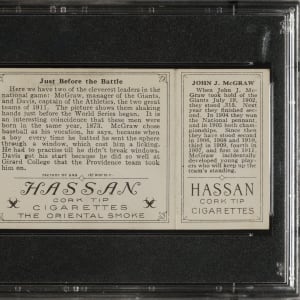 Just Before the Battle
Here we have two of the cleverest leaders in the
national game: McGraw, manager of the Giants,
and Davis, captain of the Athletics, the two great
teams of 1911. The picture shows them shaking
hands just before the World Series began. It is
an interesting coincidence that these men were
born in the same year, 1873. McGraw chose
baseball as his vocation, he says, because when
a boy every time he batted he sent the sphere
through a window, which cost him a licking.
He had to practise till he didn't break windows.
Davis got his start because he did so well at
Girard College that the Providence team took
him on.
HASSAN
CORK TIP
CIGARETTES
THE ORIENTAL SMOKE
JOHN J. McGRAW
When John J. Mc-
Graw took hold of the
Giants July 19, 1902,
they stood 8th. Next
year they finished sec-
ond. In 1904 they won
the National pennant,
and in 1905 both cham-
pionships. Since then
they have stood second
in 1906, 1908 and 1910,
third in 1909, fourth in
1907, and first in 1911.
McGraw incidentally
developed several young
players who will keep up
the team's standing.
HASSAN
CORK TIP
CIGARETTES